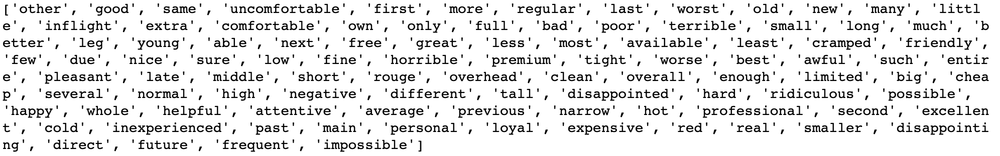 ['other', 'good', 'same', 'uncomfortable', 'first', 'more', 'regular', 'last', 'worst', 'old', 'new', 'many', 'littl
e', 'inflight', 'extra', 'comfortable', 'own', 'only', 'full', 'bad', 'poor', 'terrible', 'small', 'long', 'much', 'b
etter', 'leg', 'young', 'able', 'next', 'free', 'great', 'less', 'most', 'available', 'least', 'cramped', 'friendly',
'few', 'due', 'nice', 'sure', 'low', 'fine', 'horrible', 'premium', 'tight', 'worse', 'best', 'awful', 'such', 'entir
e', 'pleasant', 'late', 'middle', 'short', 'rouge', 'overhead', 'clean', 'overall', 'enough', 'limited', 'big', 'chea
p', 'several', 'normal', 'high', 'negative', 'different', 'tall', 'disappointed', 'hard', 'ridiculous', 'possible',
'happy', 'whole', 'helpful', 'attentive', 'average', 'previous', 'narrow', 'hot', 'professional', 'second', 'excellen
t', 'cold', 'inexperienced', 'past', 'main', 'personal', 'loyal', 'expensive', 'red', 'real', 'smaller', 'disappointi
ng', 'direct', 'future', 'frequent', 'impossible']